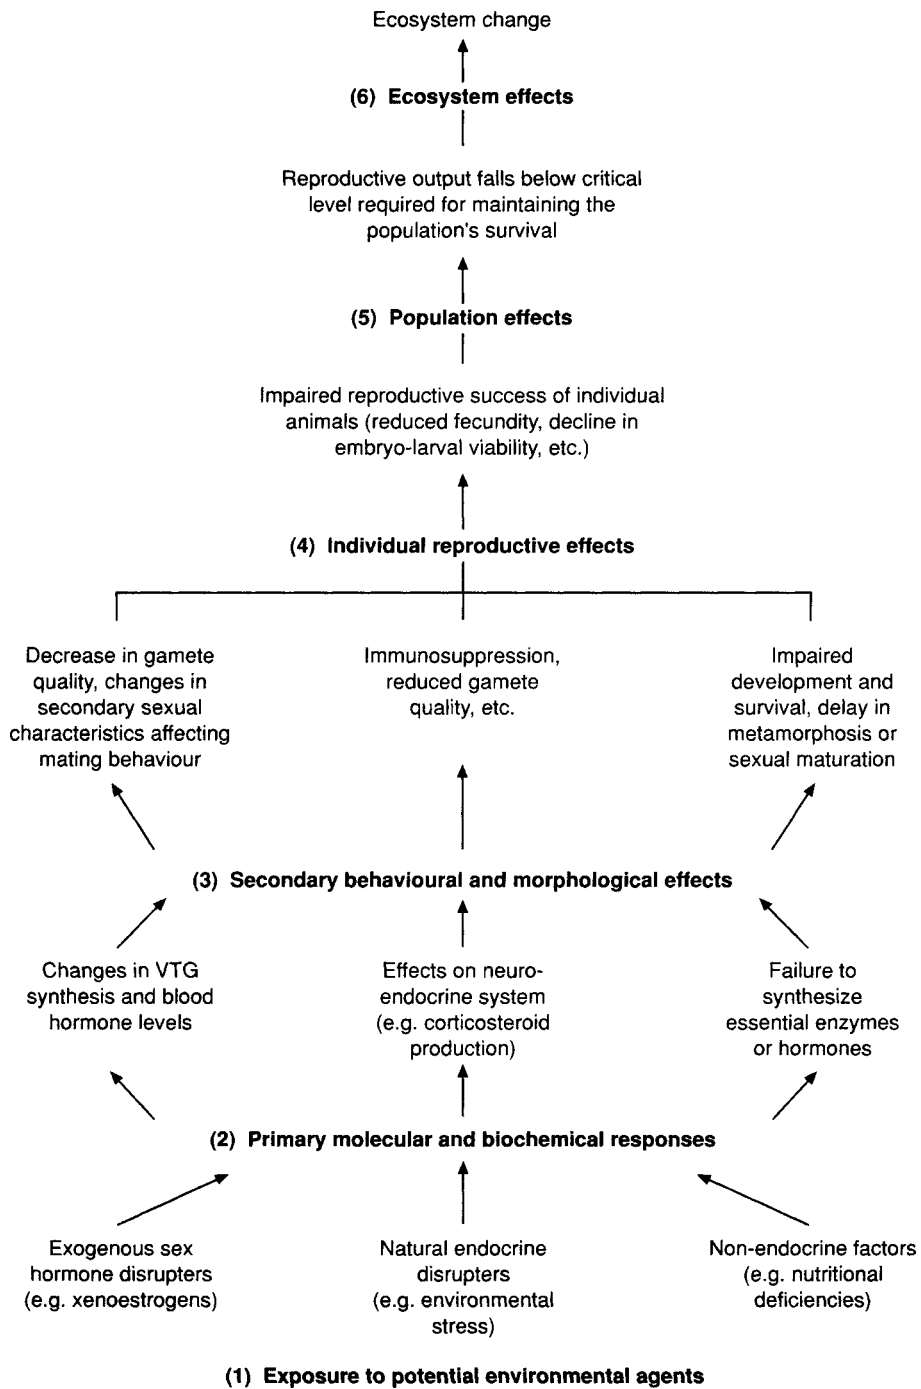 Ecosystem change
(6) Ecosystem effects
Reproductive output falls below critical
level required for maintaining the
population's survival
(5) Population effects
Impaired reproductive success of individual
animals (reduced fecundity, decline in
embryo-larval viability, etc.)
(4) Individual reproductive effects
Decrease in gamete
quality, changes in
secondary sexual
characteristics affecting
mating behaviour
Immunosuppression,
reduced gamete
quality, etc.
Impaired
development and
survival, delay in
metamorphosis or
sexual maturation
(3) Secondary behavioural and morphological effects
Changes in VTG
synthesis and blood
hormone levels
Effects on neuro-
endocrine system
(e.g. corticosteroid
production)
Failure to
synthesize
essential enzymes
or hormones
(2) Primary molecular and biochemical responses
Exogenous sex
hormone disrupters
(e.g. xenoestrogens)
Natural endocrine
disrupters
(e.g. environmental
stress)
Non-endocrine factors
(e.g. nutritional
deficiencies)
(1) Exposure to potential environmental agents